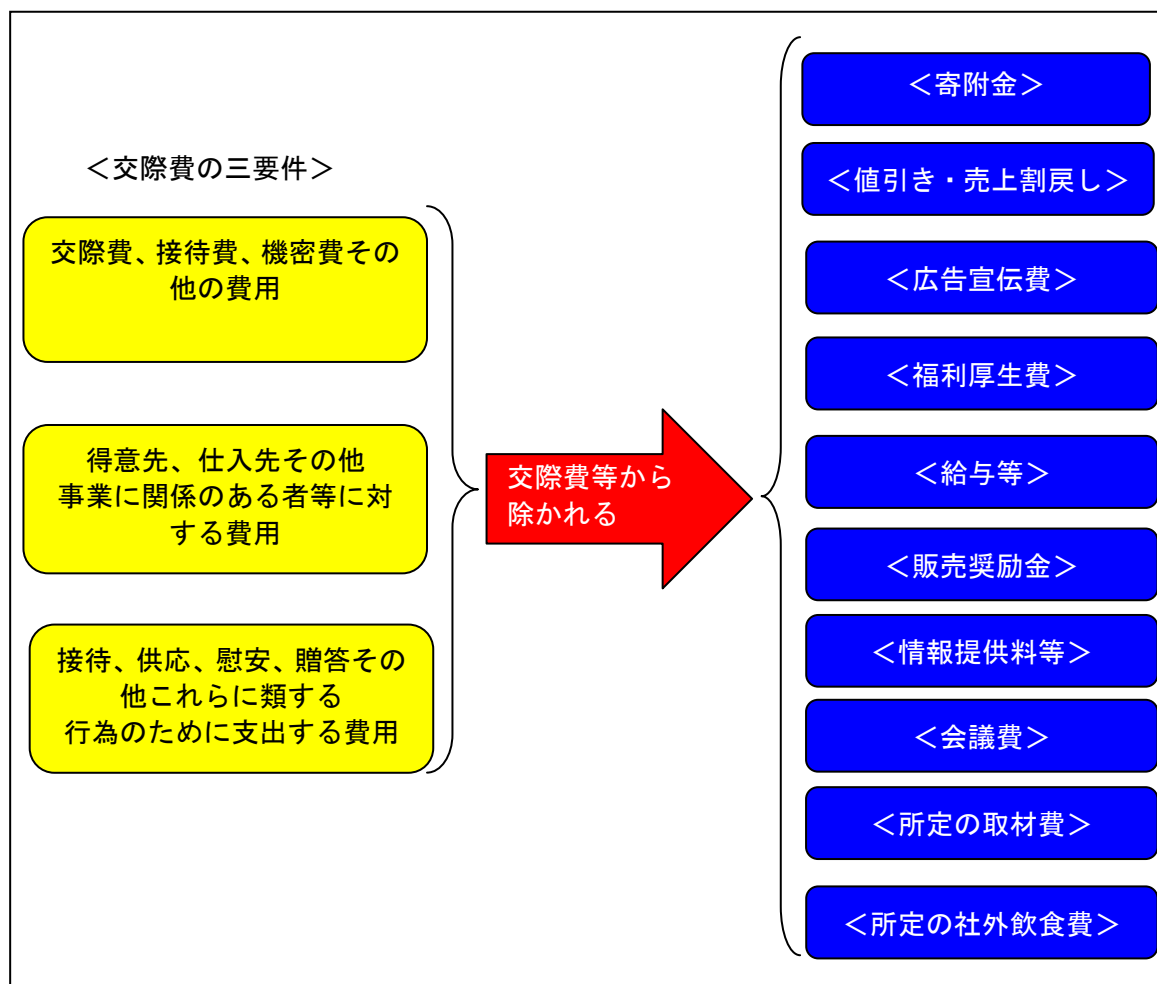 ＜交際費の三要件＞
交際費、接待費、機密費その
他の費用
得意先、仕入先その他
事業に関係のある者等に対
する費用
接待、供応、慰安、贈答その
他これらに類する
行為のために支出する費用
交際費等から
除かれる
＜寄附金＞
＜値引き・売上割戻し＞
＜広告宣伝費＞
＜福利厚生費＞
＜給与等＞
＜販売奨励金＞
＜情報提供料等＞
＜会議費＞
＜所定の取材費＞
＜所定の社外飲食費＞